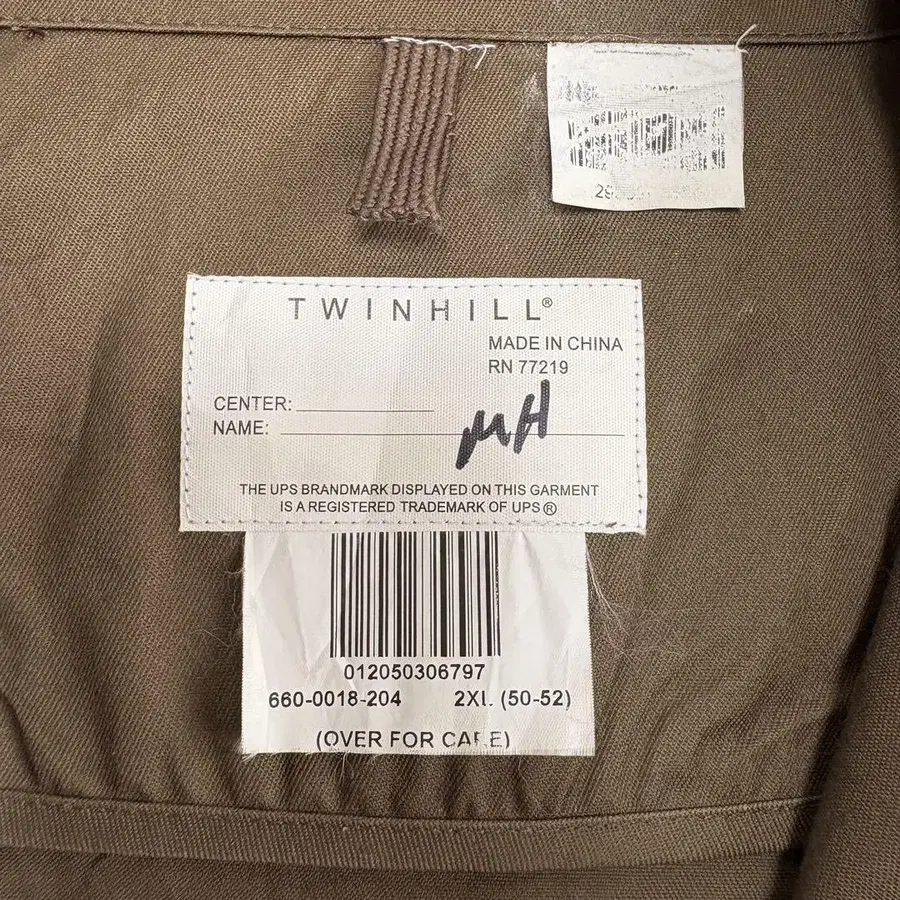 TWINHILL®
MADE IN CHINA
RN 77219
CENTER:
NAME: MH
THE UPS BRANDMARK DISPLAYED ON THIS GARMENT
IS A REGISTERED TRADEMARK OF UPS®
012050306797
660-0018-204 2XL (50-52)
(OVER FOR CARE)